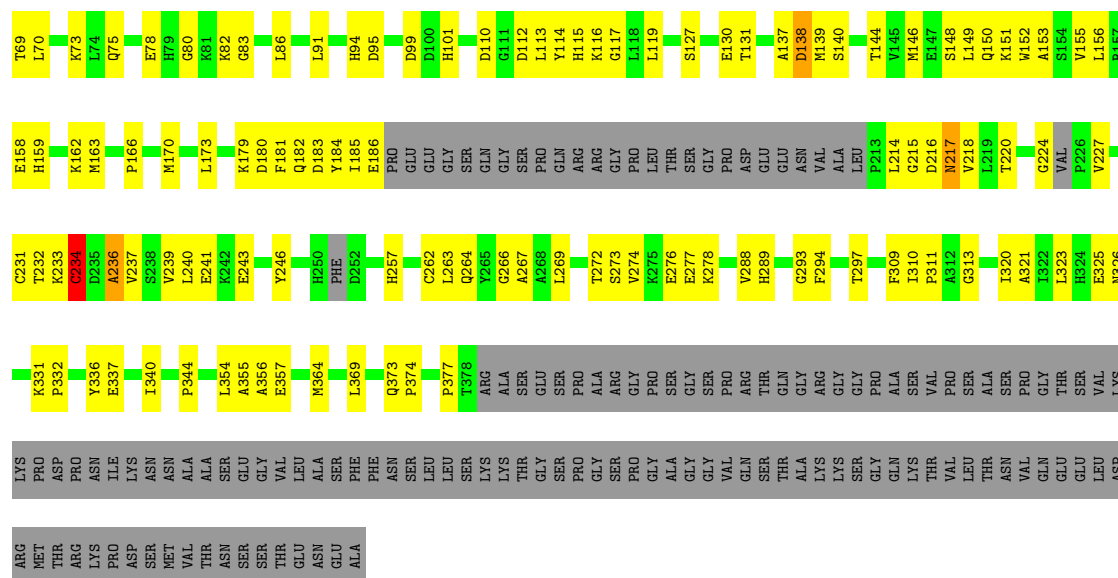 T69 L70 K73 L74 Q75 E78 H79 G80 K81 K82 G83 L86 L91 H94 D95 D99 D100 H101 D110 G111 D112 L113 Y114 H115 K116 G117 L118 L119 S127 E130 T131 A137 D138 M139 S140 T144 V145 M146 E147 S148 L149 Q150 K151 W152 A153 S154 V155 L156
E158 H159 K162 M163 P166 M170 L173 K179 D180 F181 Q182 D183 Y184 I185 E186 PRO GLU GLU GLY SER GLN GLY SER PRO GLN ARG ARG GLY PRO LEU THR SER GLY PRO ASP GLU GLU ASN VAL ALA LEU P213 L214 G215 D216 N217 V218 L219 T220 G224 VAL P226 V227
C231 T232 K233 C234 D235 A236 V237 S238 V239 L240 E241 K242 E243 Y246 H250 PHE D252 H257 C262 L263 Q264 Y265 G266 A267 A268 L269 T272 S273 V274 K275 E276 E277 K278 V288 H289 G293 F294 T297 F309 I310 P311 A312 G313 I320 A321 I322 L323 H324 E325 N326
K331 P332 Y336 E337 I340 P344 L354 A355 A356 E357 M364 L369 Q373 P374 P377 T378 ARG ALA SER GLU SER PRO ALA ARG GLY PRO SER GLY SER PRO ARG THR GLN GLY ARG GLY GLY PRO ALA SER VAL PRO SER ALA SER PRO GLY THR SER VAL LYS
LYS PRO ASP PRO ASN ILE LYS ASN ASN ALA ALA SER GLU GLY VAL LEU ALA SER PHE PHE ASN SER LEU LEU SER LYS LYS THR GLY SER PRO GLY SER PRO GLY ALA GLY GLY VAL GLN SER THR ALA LYS LYS SER GLY GLN LYS THR VAL LEU THR ASN VAL GLN GLU GLU LEU ASP
ARG MET THR ARG LYS PRO ASP SER MET VAL THR ASN SER SER THR GLU ASN GLU ALA